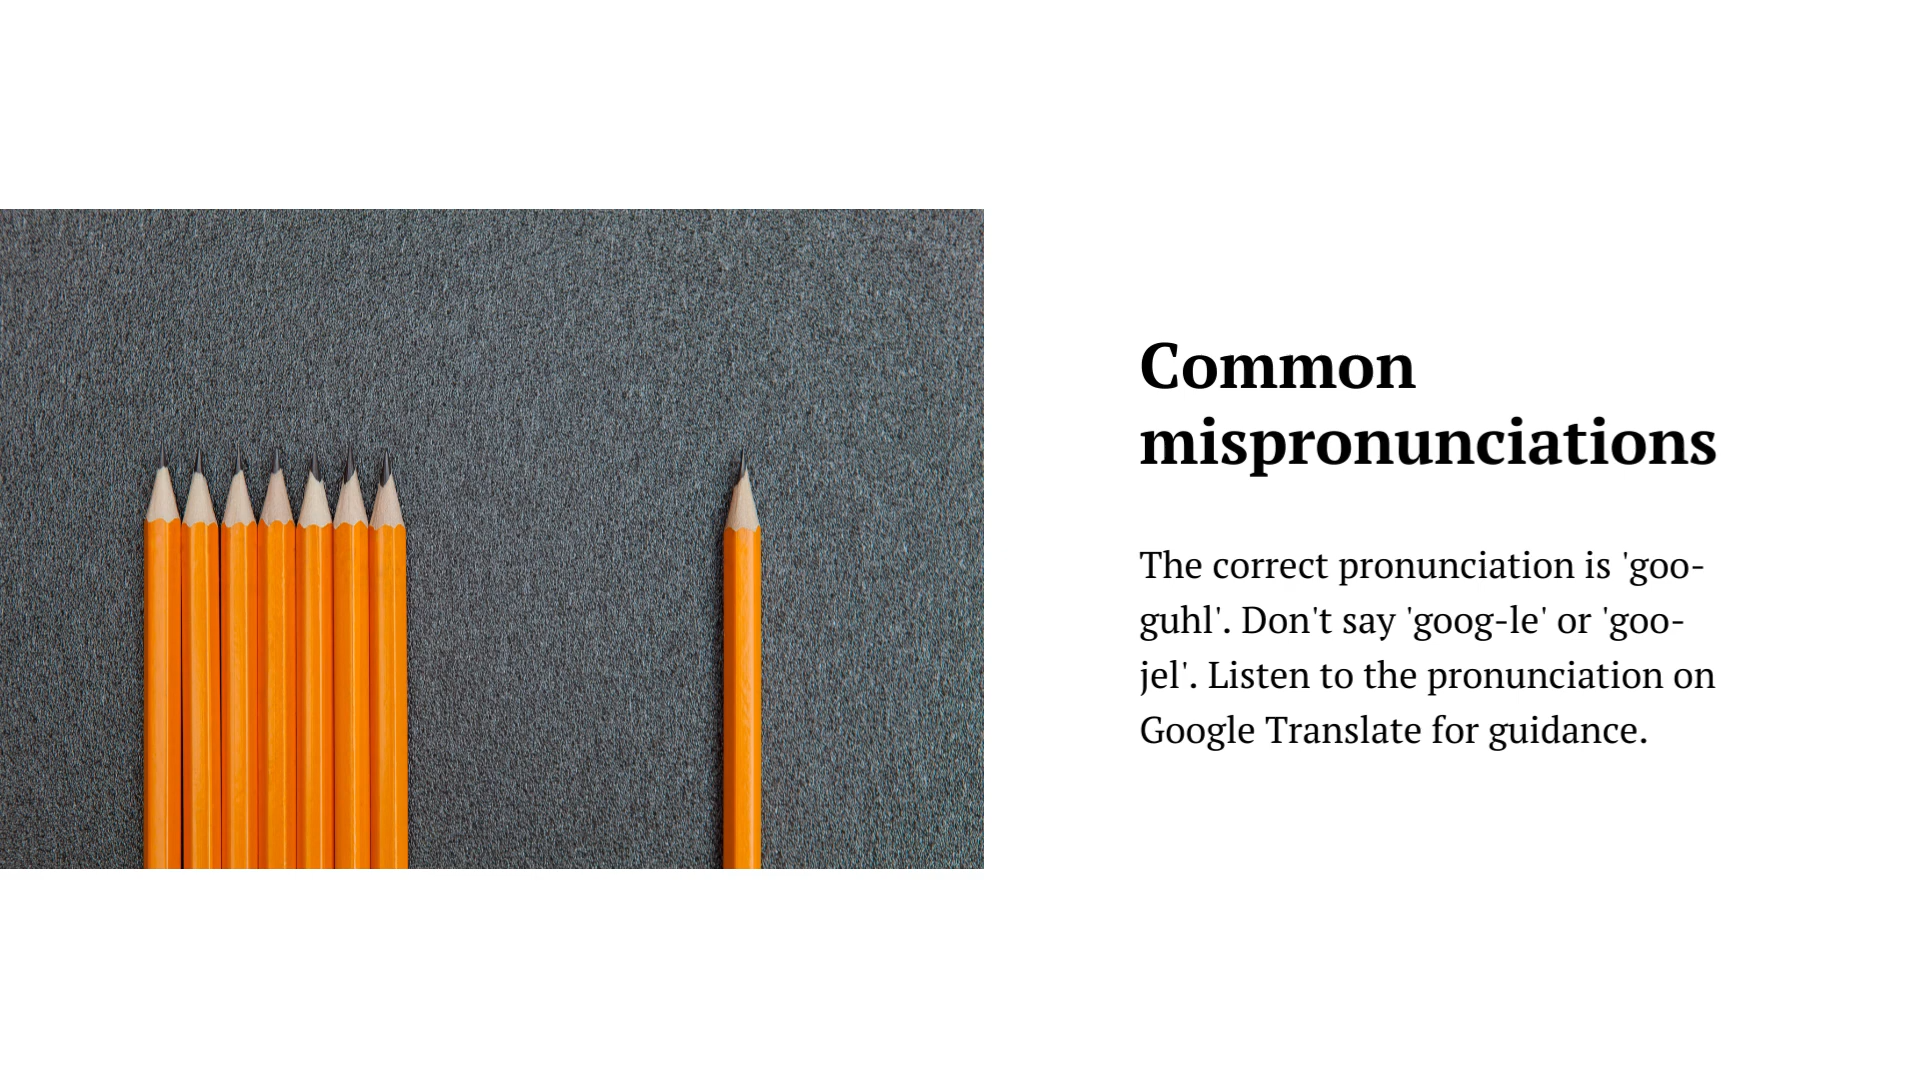 Common
mispronunciations
The correct pronunciation is 'goo-
guhl'. Don't say 'goog-le' or 'goo-
jel'. Listen to the pronunciation on
Google Translate for guidance.